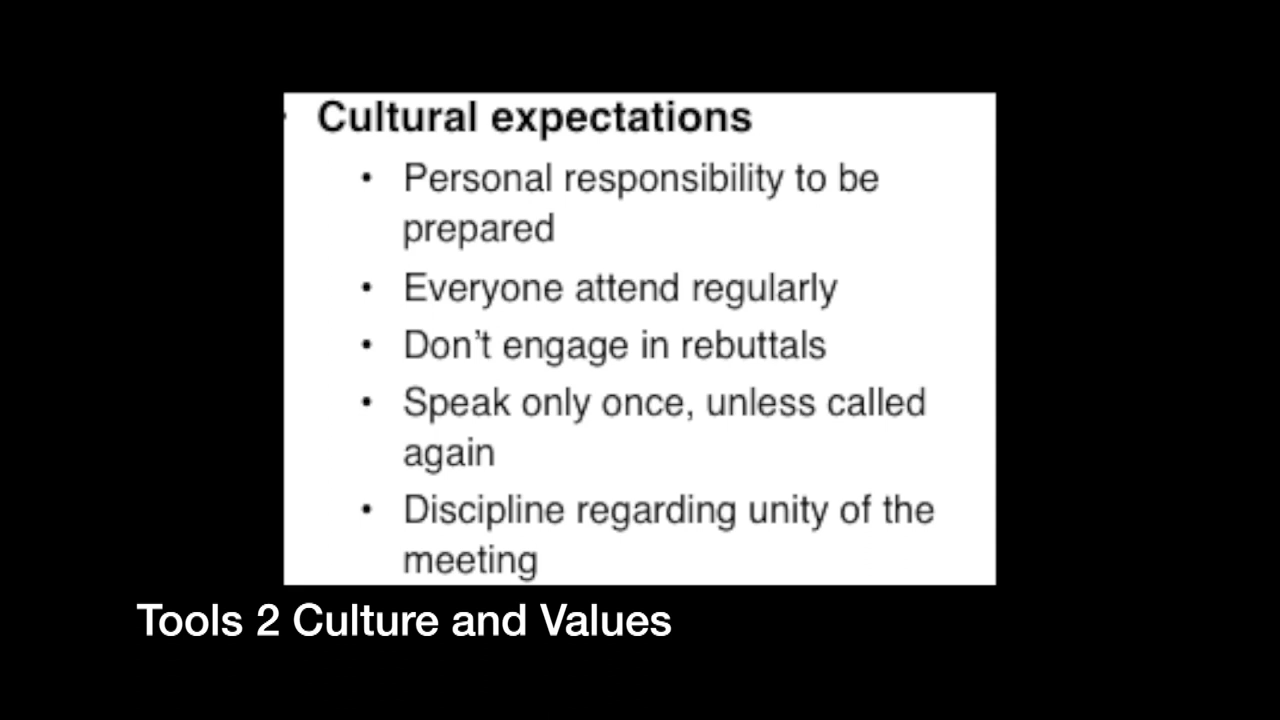 Cultural expectations
• Personal responsibility to be
prepared
• Everyone attend regularly
• Don’t engage in rebuttals
• Speak only once, unless called
again
• Discipline regarding unity of the
meeting
Tools 2 Culture and Values